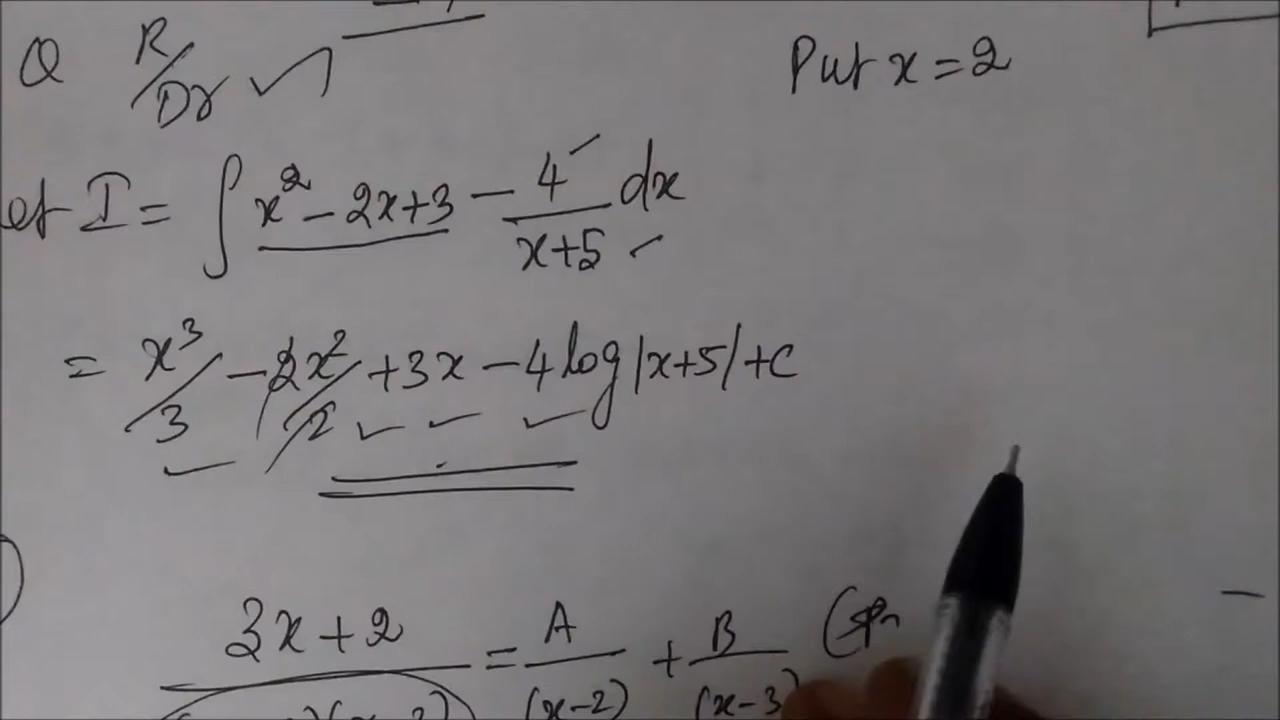 Q R/Dr ✓
Put x = 2
et I = ∫ x² - 2x + 3 - 4/(x+5) dx
= x³/3 - 2x²/2 + 3x - 4 log|x+5| + c
3x + 2 = A/(x-2) + B/(x-3)